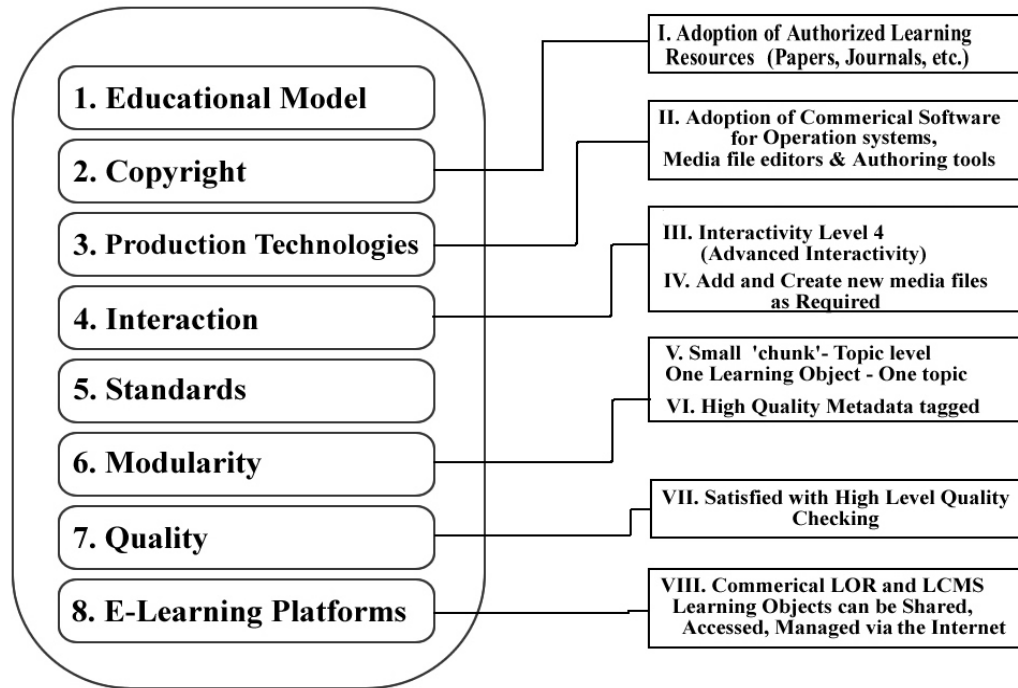 1. Educational Model
2. Copyright
3. Production Technologies
4. Interaction
5. Standards
6. Modularity
7. Quality
8. E-Learning Platforms
I. Adoption of Authorized Learning
Resources (Papers, Journals, etc.)
II. Adoption of Commerical Software
for Operation systems,
Media file editors & Authoring tools
III. Interactivity Level 4
(Advanced Interactivity)
IV. Add and Create new media files
as Required
V. Small 'chunk'- Topic level
One Learning Object - One topic
VI. High Quality Metadata tagged
VII. Satisfied with High Level Quality
Checking
VIII. Commerical LOR and LCMS
Learning Objects can be Shared,
Accessed, Managed via the Internet